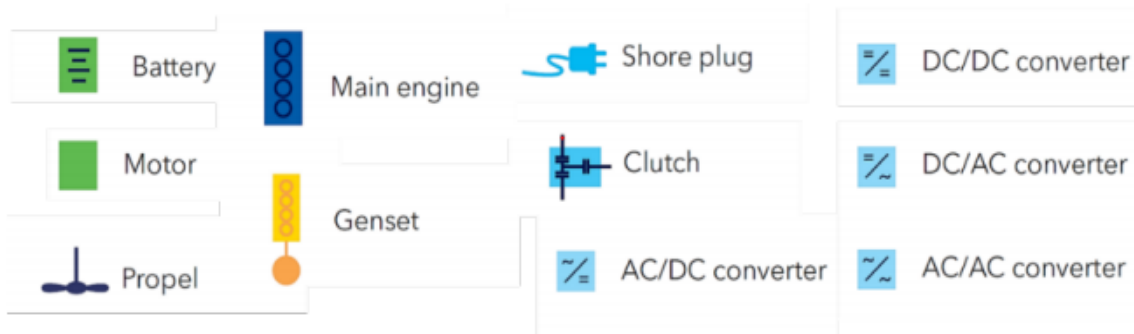 Battery
Main engine
Shore plug
DC/DC converter
Motor
Genset
Clutch
DC/AC converter
Propel
AC/DC converter
AC/AC converter